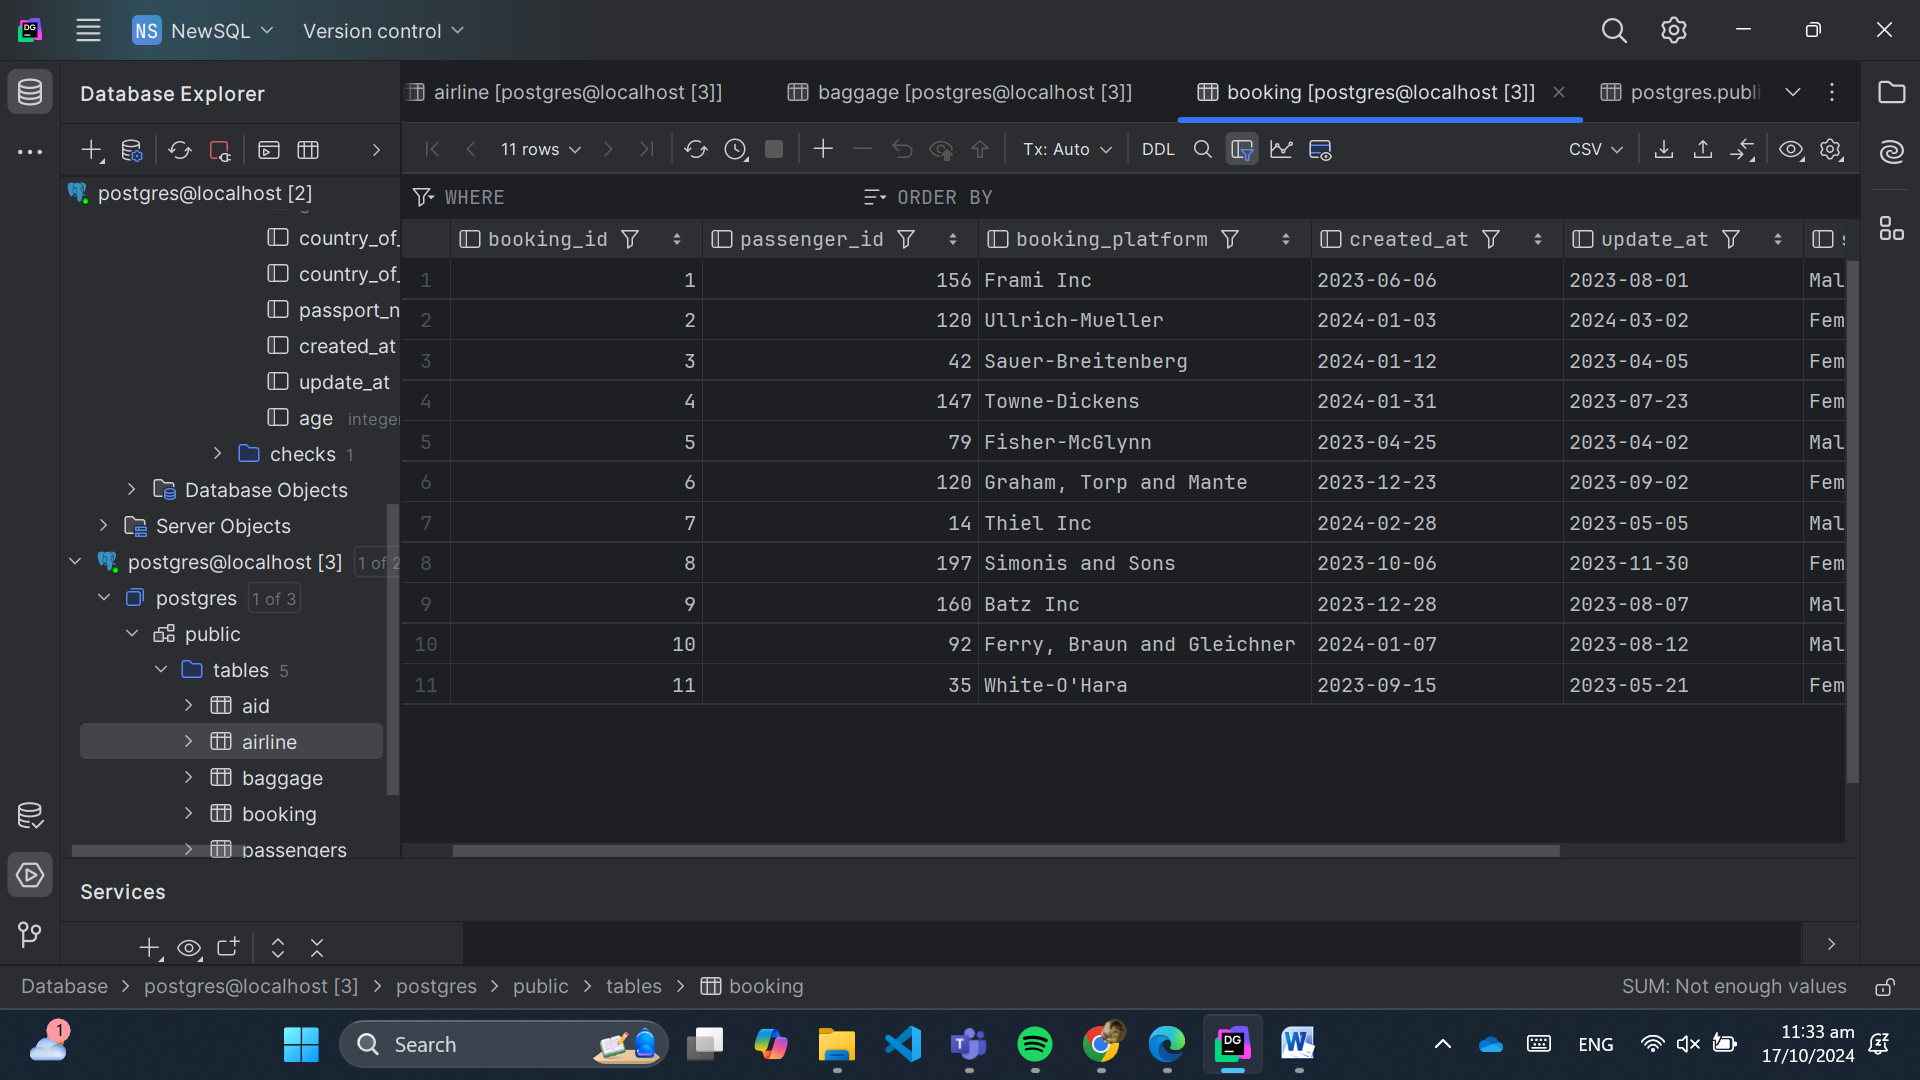 NS NewSQL Version control
Database Explorer
airline [postgres@localhost [3]] baggage [postgres@localhost [3]] booking [postgres@localhost [3]] postgres.publi
11 rows Tx: Auto DDL CSV
postgres@localhost [2]
WHERE ORDER BY
country_of_
country_of_
passport_n
created_at
update_at
age integer
checks 1
Database Objects
Server Objects
postgres@localhost [3] 1 of 2
postgres 1 of 3
public
tables 5
aid
airline
baggage
booking
passengers
booking_id passenger_id booking_platform created_at update_at
1 1 156 Frami Inc 2023-06-06 2023-08-01 Mal
2 2 120 Ullrich-Mueller 2024-01-03 2024-03-02 Fem
3 3 42 Sauer-Breitenberg 2024-01-12 2023-04-05 Fem
4 4 147 Towne-Dickens 2024-01-31 2023-07-23 Fem
5 5 79 Fisher-McGlynn 2023-04-25 2023-04-02 Mal
6 6 120 Graham, Torp and Mante 2023-12-23 2023-09-02 Fem
7 7 14 Thiel Inc 2024-02-28 2023-05-05 Mal
8 8 197 Simonis and Sons 2023-10-06 2023-11-30 Fem
9 9 160 Batz Inc 2023-12-28 2023-08-07 Mal
10 10 92 Ferry, Braun and Gleichner 2024-01-07 2023-08-12 Mal
11 11 35 White-O'Hara 2023-09-15 2023-05-21 Fem
Services
Database > postgres@localhost [3] > postgres > public > tables > booking
SUM: Not enough values
1
Search
DG
ENG
11:33 am
17/10/2024